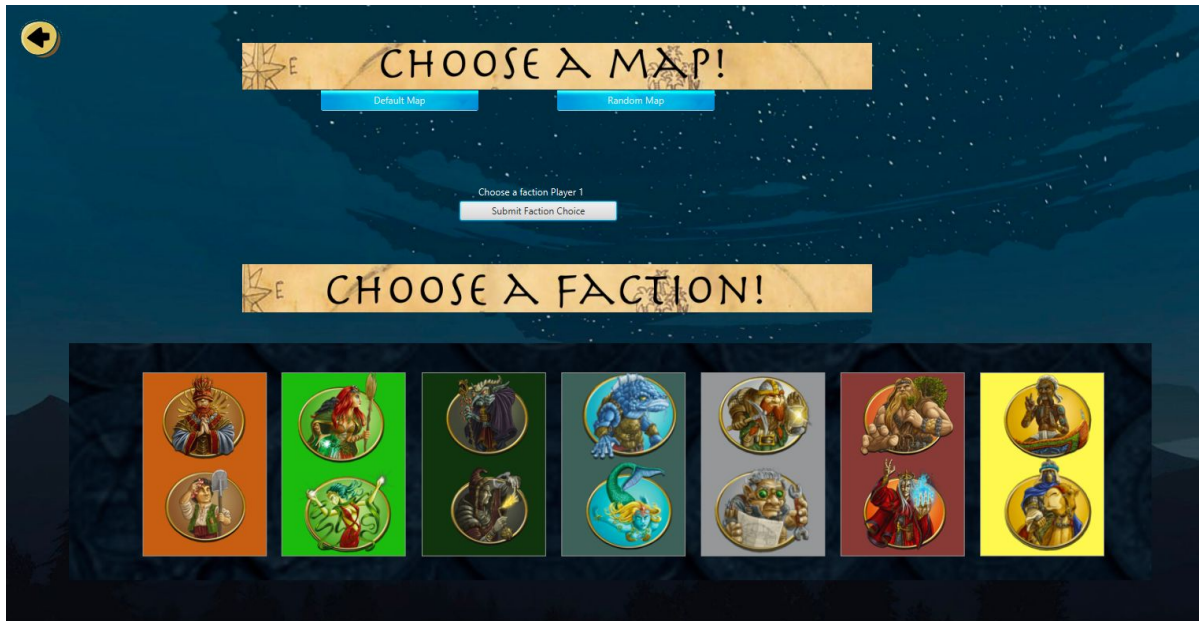 E CHOOSE A MAP!
Default Map Random Map
Choose a faction Player 1
Submit Faction Choice
E CHOOSE A FACTION!